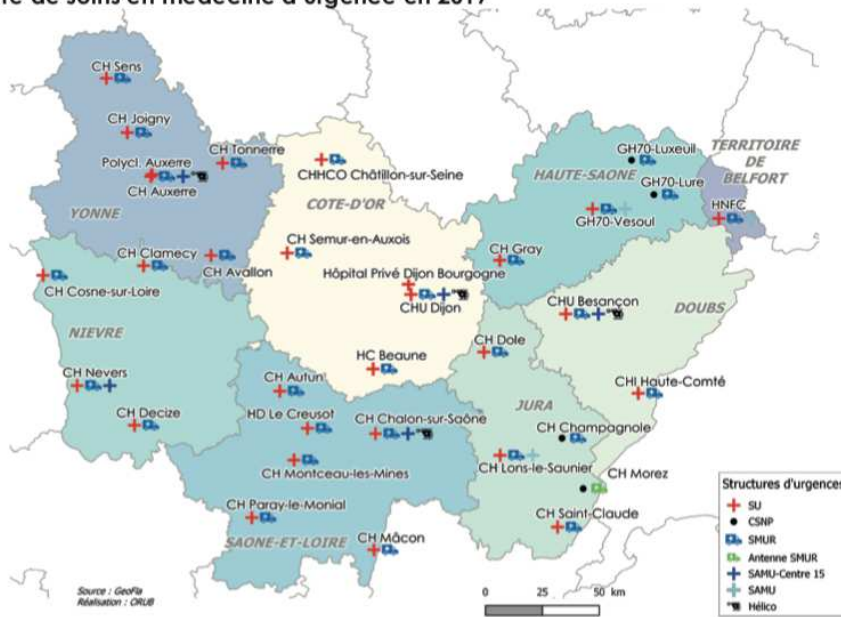 de soins en médecine d'urgence en 2017
CH Sens
CH Joigny
CH Tonnerre
Polycl. Auxerre
CH Auxerre
YONNE
CHHCO Châtillon-sur-Seine
COTE-D'OR
GH70-Luxeuil
HAUTE-SAONE
TERRITOIRE
DE
BELFORT
GH70-Lure
HNFC
GH70-Vesoul
CH Clamecy
CH Avallon
CH Semur-en-Auxois
CH Gray
CH Cosne-sur-Loire
Hôpital Privé Dijon Bourgogne
CHU Dijon
CHU Besançon
DOUBS
NIEVRE
CH Nevers
CH Decize
HC Beaune
CH Dole
CH Autun
HD Le Creusot
CH Chalon-sur-Saône
CHI Haute-Comté
JURA
CH Champagnole
CH Montceau-les-Mines
CH Lons-le-Saunier
CH Morez
CH Paray-le-Monial
CH Saint-Claude
SAONE-ET-LOIRE
CH Mâcon
Structures d'urgences
SU
CSNP
SMUR
Antenne SMUR
SAMU-Centre 15
SAMU
Hélico
Source : GeoFla
Réalisation : ORUB
0 25 50 km